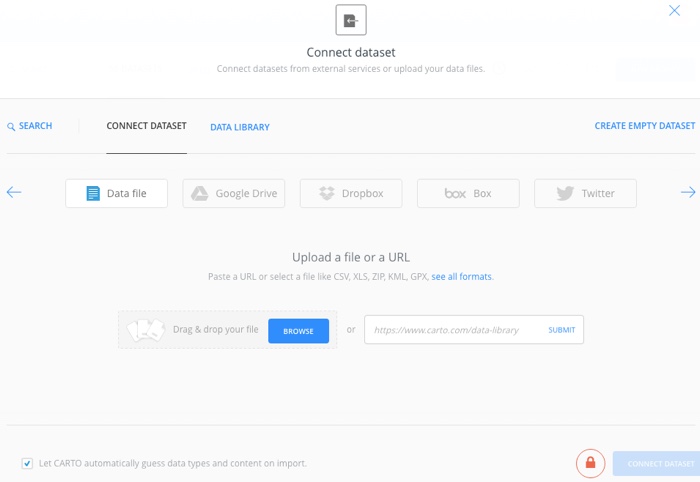 Connect dataset
Connect datasets from external services or upload your data files.
SEARCH
CONNECT DATASET
DATA LIBRARY
CREATE EMPTY DATASET
Data file
Google Drive
Dropbox
box Box
Twitter
Upload a file or a URL
Paste a URL or select a file like CSV, XLS, ZIP, KML, GPX, see all formats.
Drag & drop your file
BROWSE
or
https://www.carto.com/data-library
SUBMIT
Let CARTO automatically guess data types and content on import.
CONNECT DATASET